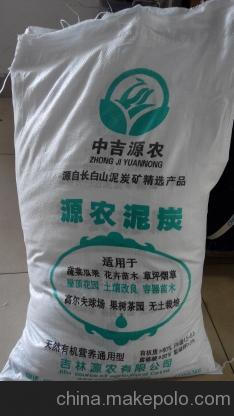 中吉源农
ZHONG JI YUANNONG
源自长白山泥炭矿精选产品
源农泥炭
适用于
蔬菜瓜果 花卉苗木 草坪烟草
屋顶花园 土壤改良 容器苗木
高尔夫球场 果树茶园 无土栽培
天然有机营养通用型
吉林源农有限公司
china.makepolo.com